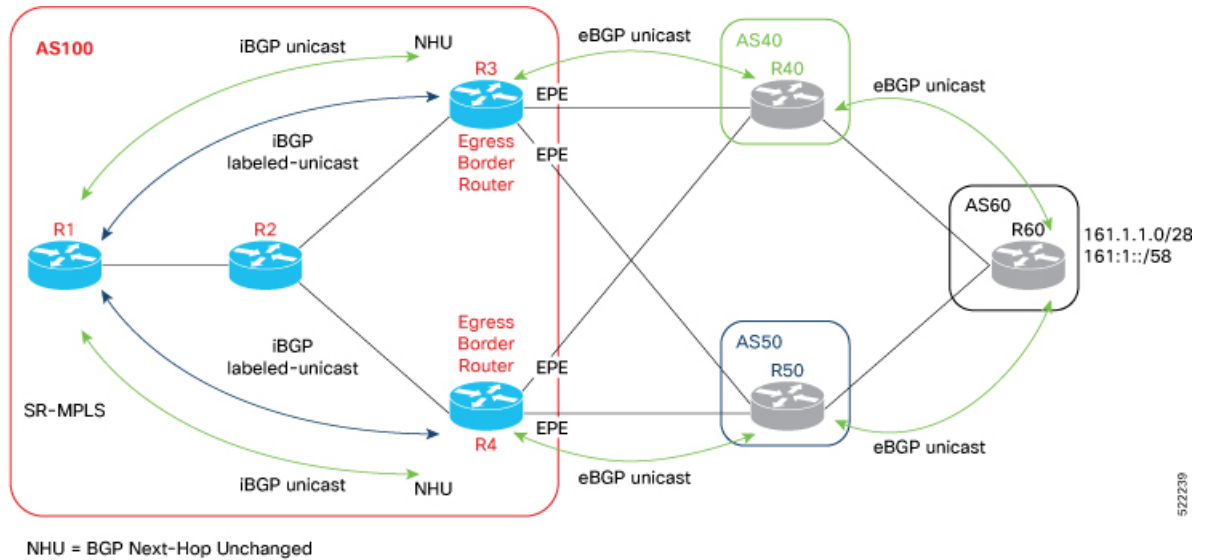 AS100
iBGP unicast
NHU
R3
eBGP unicast
AS40
R40
eBGP unicast
EPE
iBGP
labeled-unicast
Egress
Border
Router
EPE
R1
R2
AS60
R60
161.1.1.0/28
161:1::/58
iBGP
labeled-unicast
Egress
Border
Router
EPE
AS50
R50
SR-MPLS
R4
EPE
iBGP unicast
NHU
eBGP unicast
eBGP unicast
522239
NHU = BGP Next-Hop Unchanged